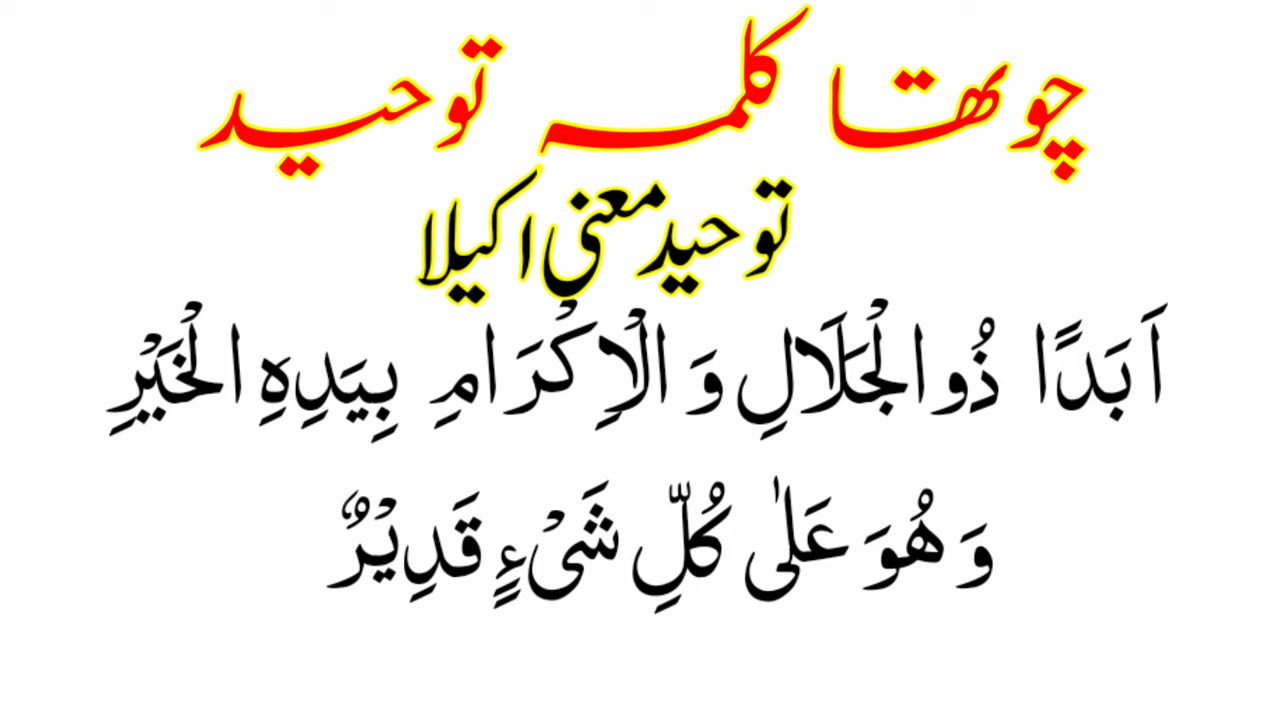 چوتھا کلمہ توحید
توحید معنی اکیلا
اَبَدًا ذُوالْجَلَالِ وَ الْاِكْرَامِ بِيَدِهِ الْخَيْرِ
وَ هُوَ عَلٰى كُلِّ شَیْءٍ قَدِيْرٌ